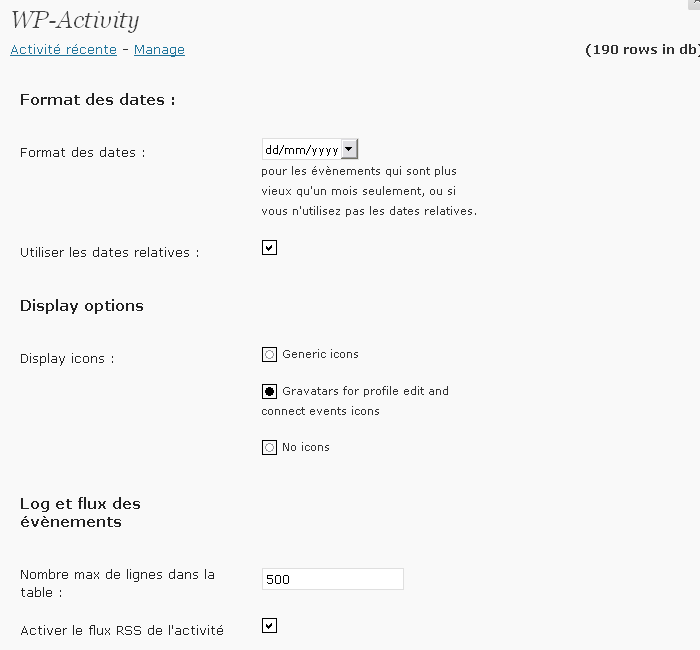 WP-Activity
Activité récente - Manage
(190 rows in db)
Format des dates :
Format des dates :
dd/mm/yyyy
pour les évènements qui sont plus
vieux qu'un mois seulement, ou si
vous n'utilisez pas les dates relatives.
Utiliser les dates relatives :
Display options
Display icons :
Generic icons
Gravatars for profile edit and
connect events icons
No icons
Log et flux des
évènements
Nombre max de lignes dans la
table :
500
Activer le flux RSS de l'activité